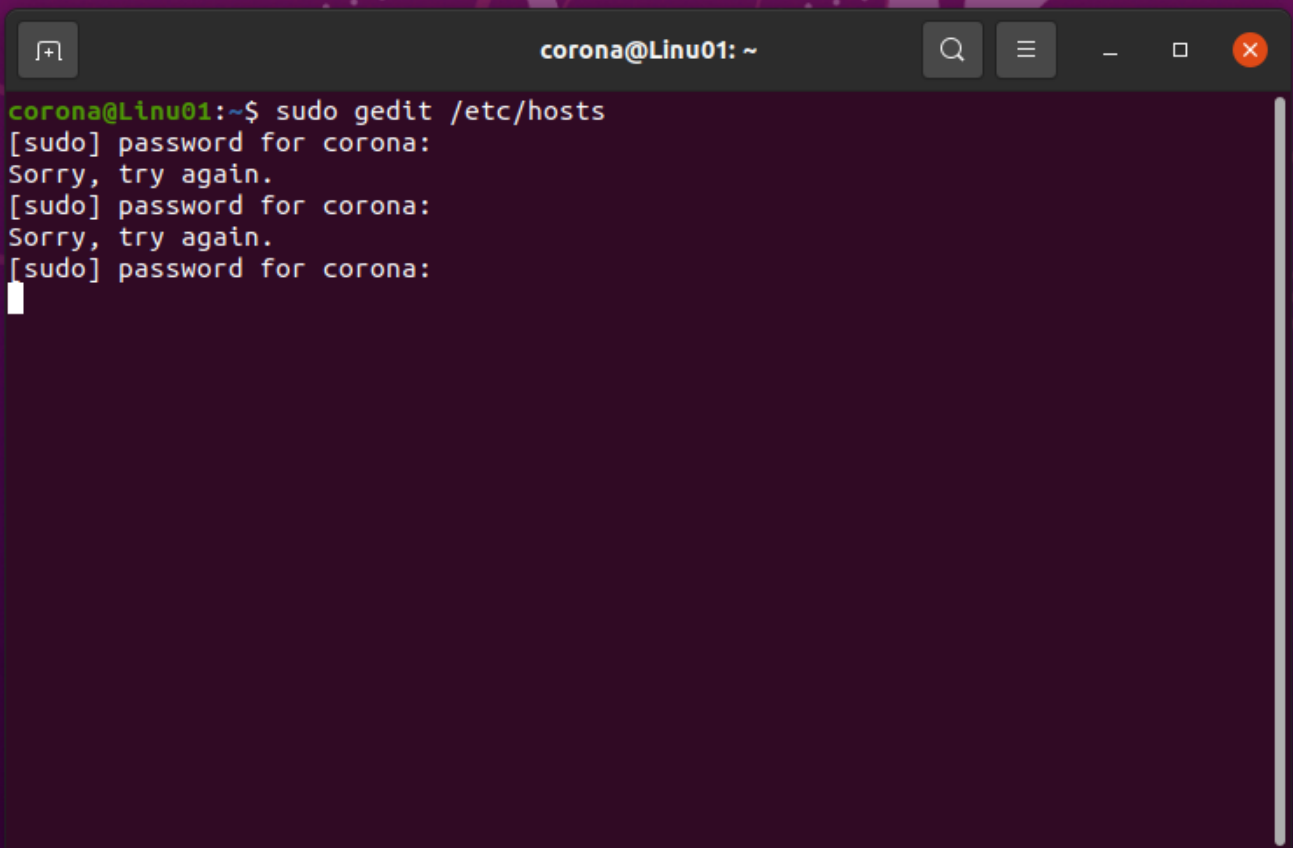 corona@Linu01: ~
corona@Linu01:~$ sudo gedit /etc/hosts
[sudo] password for corona:
Sorry, try again.
[sudo] password for corona:
Sorry, try again.
[sudo] password for corona: